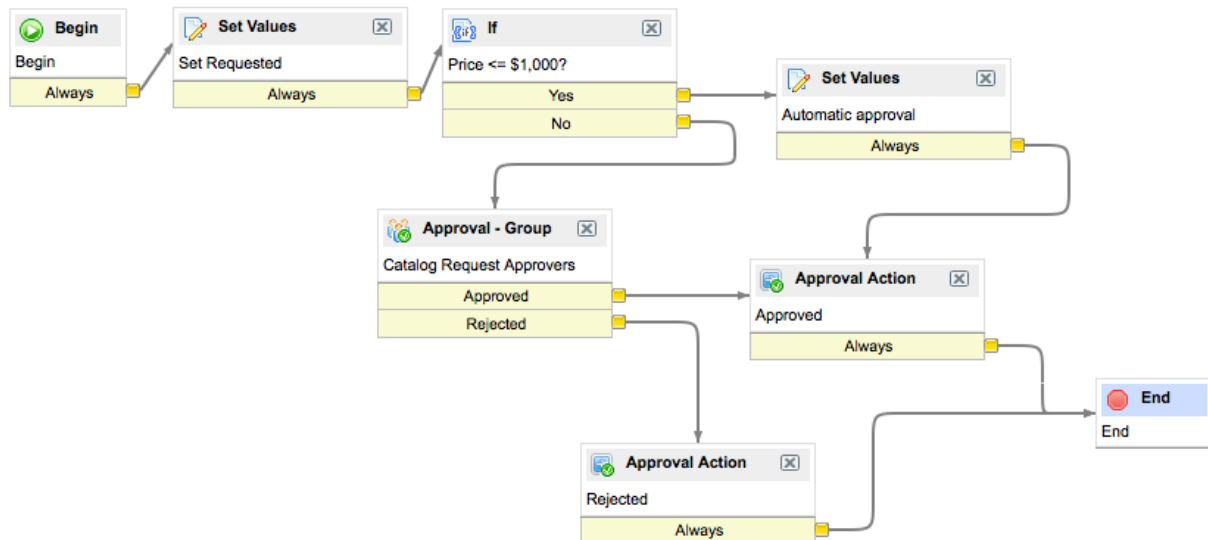 Begin
Begin
Always
Set Values
Set Requested
Always
If
Price <= $1,000?
Yes
No
Set Values
Automatic approval
Always
Approval - Group
Catalog Request Approvers
Approved
Rejected
Approval Action
Approved
Always
Approval Action
Rejected
Always
End
End